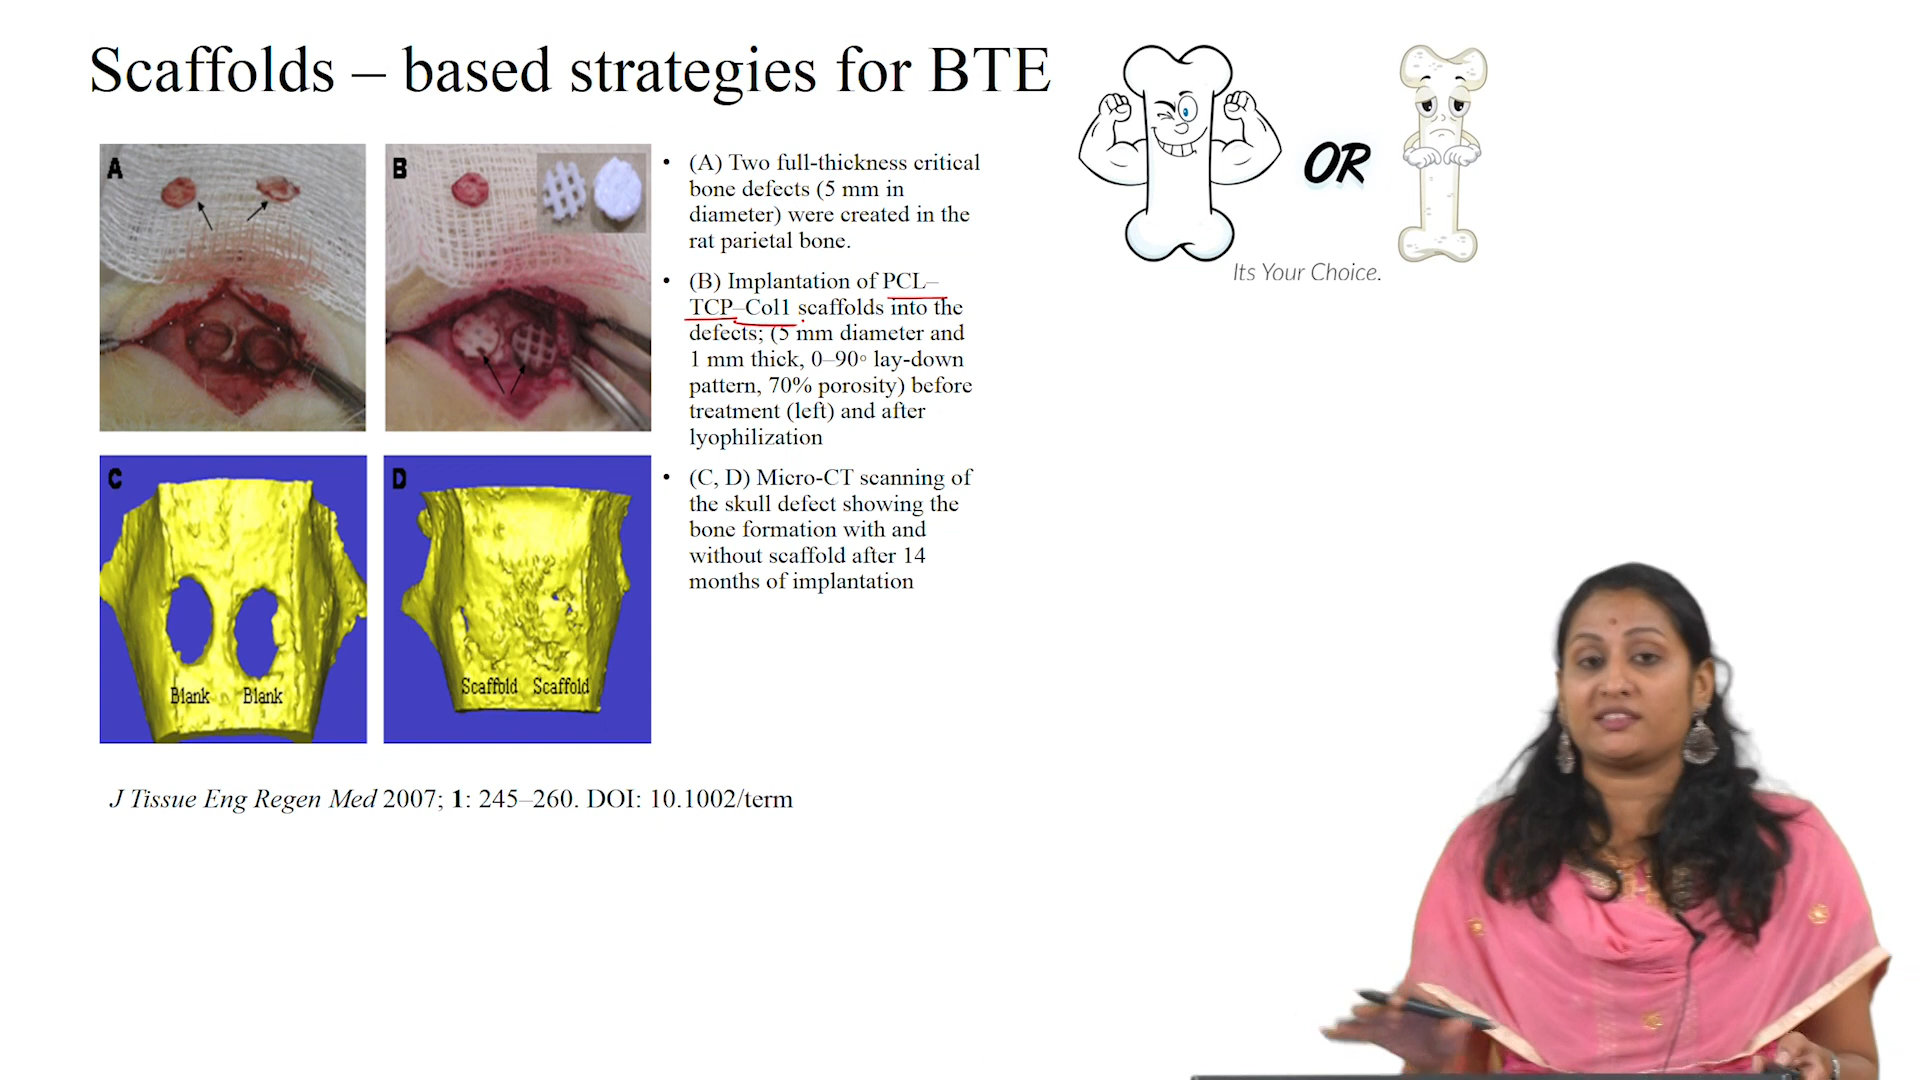 Scaffolds – based strategies for BTE
A
B
• (A) Two full-thickness critical
bone defects (5 mm in
diameter) were created in the
rat parietal bone.
• (B) Implantation of PCL–
TCP–Col1 scaffolds into the
defects; (5 mm diameter and
1 mm thick, 0–90◦ lay-down
pattern, 70% porosity) before
treatment (left) and after
lyophilization
• (C, D) Micro-CT scanning of
the skull defect showing the
bone formation with and
without scaffold after 14
months of implantation
OR
Its Your Choice.
C
Blank Blank
D
Scaffold Scaffold
J Tissue Eng Regen Med 2007; 1: 245–260. DOI: 10.1002/term